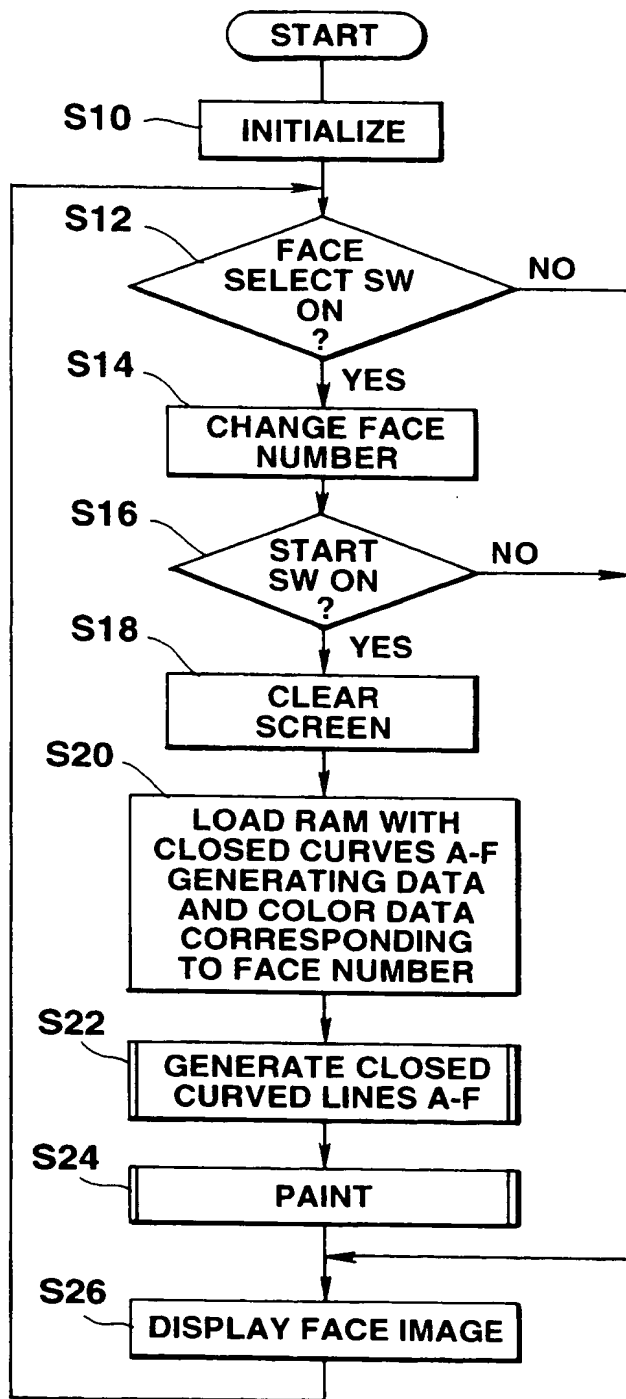 START
S10
INITIALIZE
S12
FACE
SELECT SW
ON
?
NO
YES
S14
CHANGE FACE
NUMBER
S16
START
SW ON
?
NO
YES
S18
CLEAR
SCREEN
S20
LOAD RAM WITH
CLOSED CURVES A-F
GENERATING DATA
AND COLOR DATA
CORRESPONDING
TO FACE NUMBER
S22
GENERATE CLOSED
CURVED LINES A-F
S24
PAINT
S26
DISPLAY FACE IMAGE